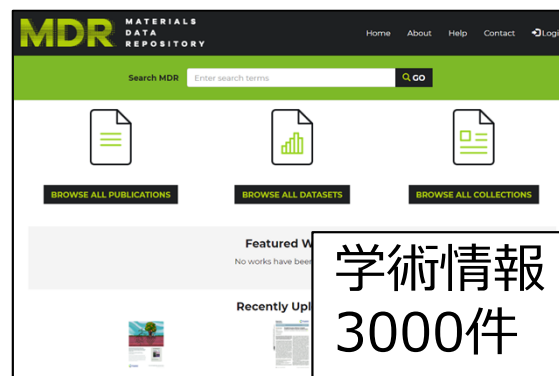 MDR MATERIALS
DATA
REPOSITORY
Home About Help Contact Logi
Search MDR Enter search terms GO
BROWSE ALL PUBLICATIONS BROWSE ALL DATASETS BROWSE ALL COLLECTIONS
Featured W
No works have been
Recently Upl
学術情報
3000件